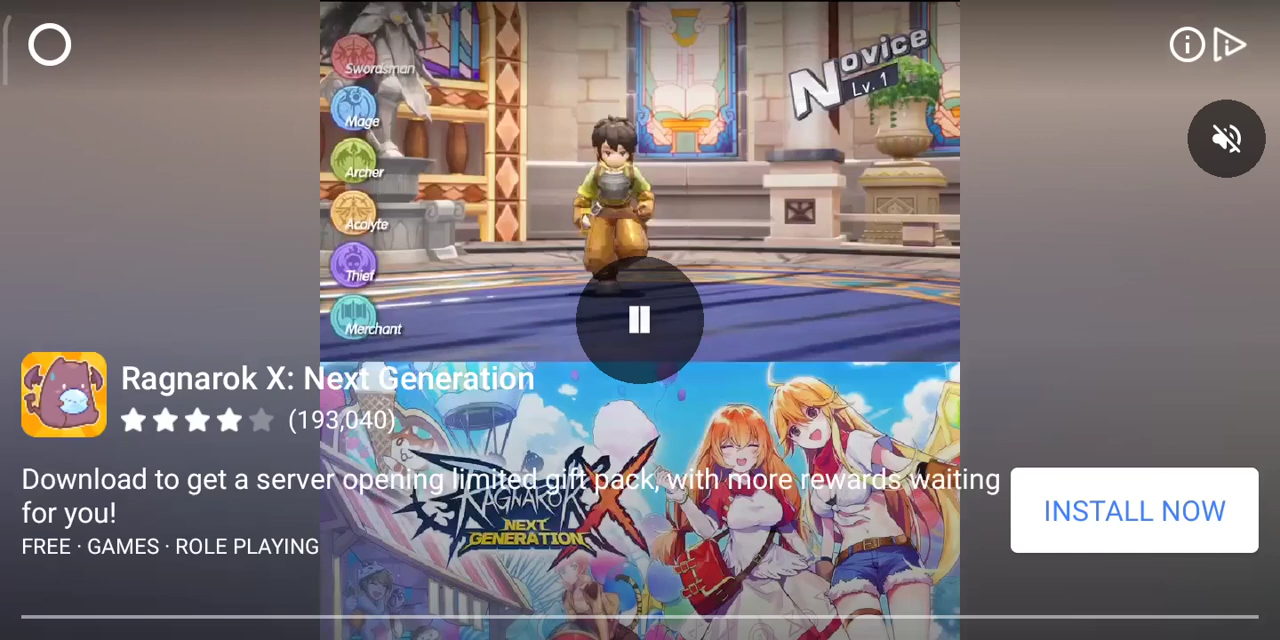 Swordsman
Mage
Archer
Acolyte
Thief
Merchant
Novice
Lv. 1
Ragnarok X: Next Generation
(193,040)
Download to get a server opening limited gift pack, with more rewards waiting
for you!
FREE · GAMES · ROLE PLAYING
INSTALL NOW
RAGNAROK X
NEXT
GENERATION